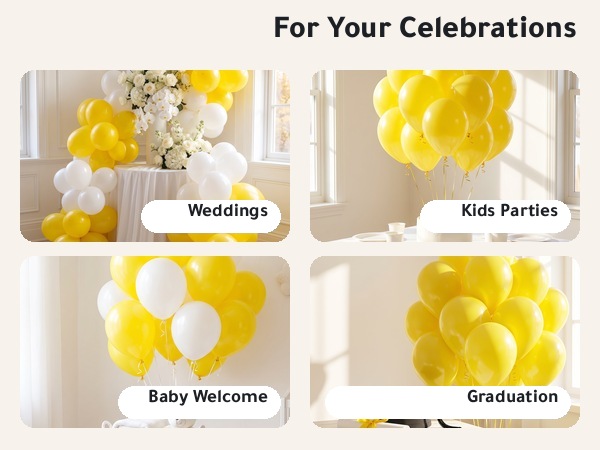 For Your Celebrations
Weddings
Kids Parties
Baby Welcome
Graduation